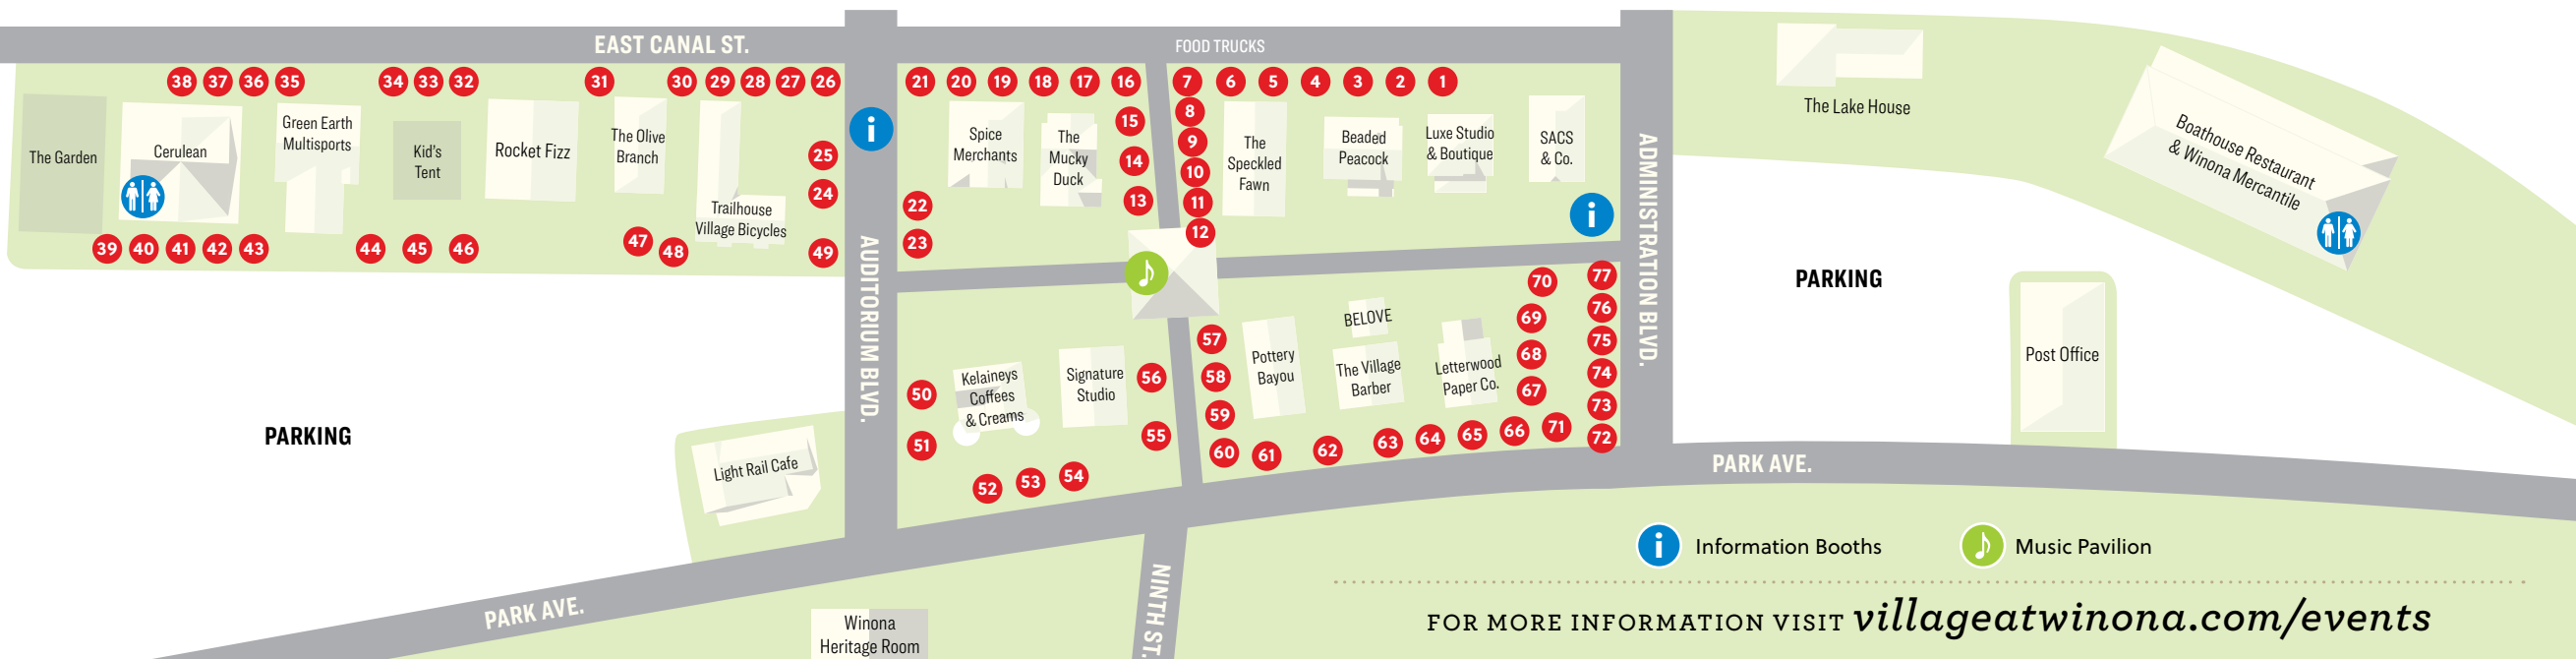 EAST CANAL ST.
FOOD TRUCKS
38 37 36 35 34 33 32 31 30 29 28 27 26
21 20 19 18 17 16
7 6 5 4 3 2 1
The Garden
Cerulean
Green Earth
Multisports
Kid's
Tent
Rocket Fizz
The Olive
Branch
Trailhouse
Village Bicycles
25
24
39 40 41 42 43 44 45 46 47 48 49
PARKING
Light Rail Cafe
AUDITORIUM BLVD.
i
Spice
Merchants
The
Mucky
Duck
15
14
13
22
23
8
9
10
11
12
The
Speckled
Fawn
Beaded
Peacock
Luxe Studio
& Boutique
SACS
& Co.
i
ADMINISTRATION BLVD.
50
51
Kelaineys
Coffees
& Creams
Signature
Studio
56
55
52 53 54
57
58
59
60 61 62 63 64 65 66 71 72
Pottery
Bayou
BELOVE
The Village
Barber
Letterwood
Paper Co.
70
69
68
67
77
76
75
74
73
The Lake House
Boathouse Restaurant
& Winona Mercantile
PARKING
Post Office
PARK AVE.
PARK AVE.
NINTH ST.
Winona
Heritage Room
i Information Booths
Music Pavilion
FOR MORE INFORMATION VISIT villageatwinona.com/events